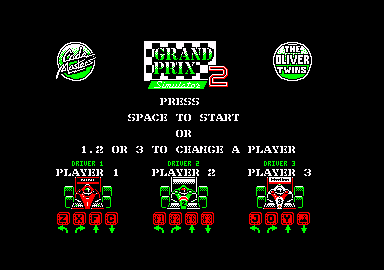 Code Masters
GRAND PRIX 2
Simulator
THE OLIVER TWINS
PRESS
SPACE TO START
OR
1.2 OR 3 TO CHANGE A PLAYER
DRIVER 1 DRIVER 2 DRIVER 3
PLAYER 1 PLAYER 2 PLAYER 3
Z X F C J O V